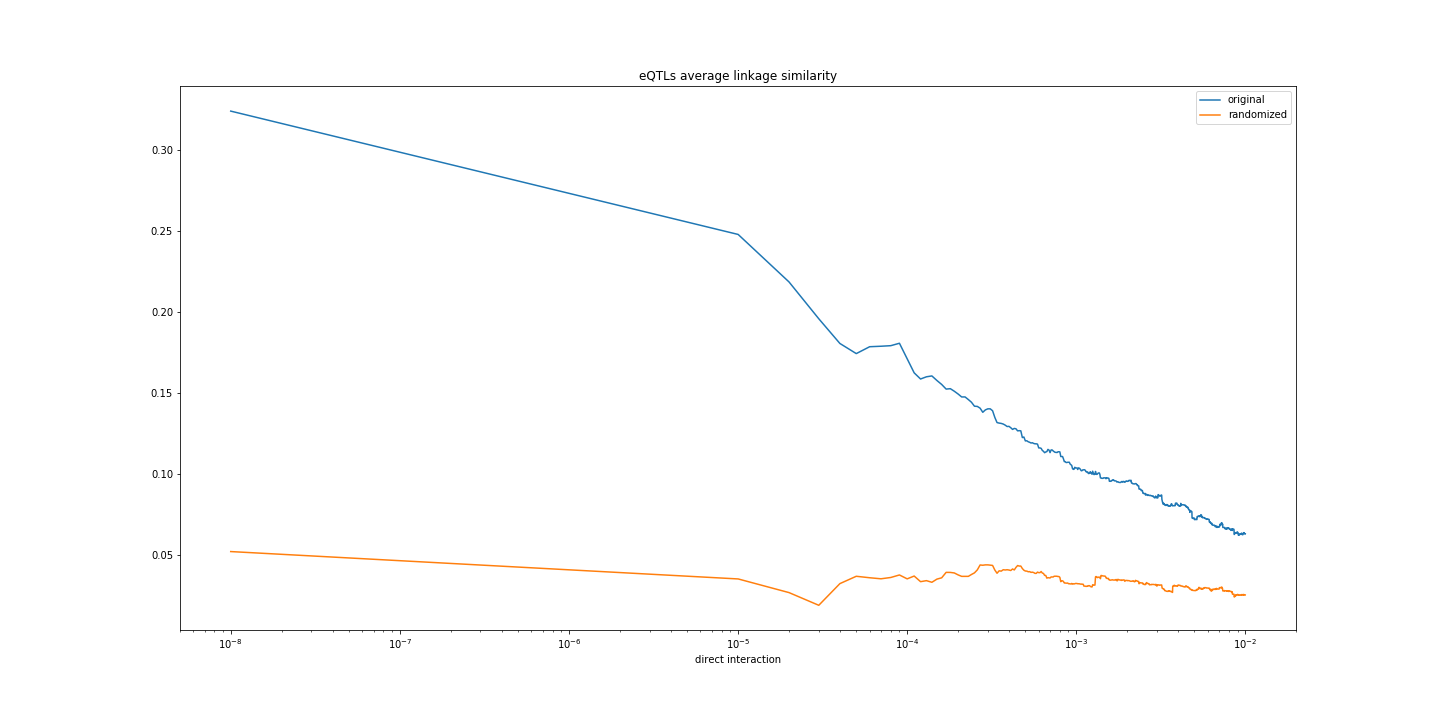 eQTLs average linkage similarity
original
randomized
0.30
0.25
0.20
0.15
0.10
0.05
10⁻⁸ 10⁻⁷ 10⁻⁶ 10⁻⁵ 10⁻⁴ 10⁻³ 10⁻²
direct interaction